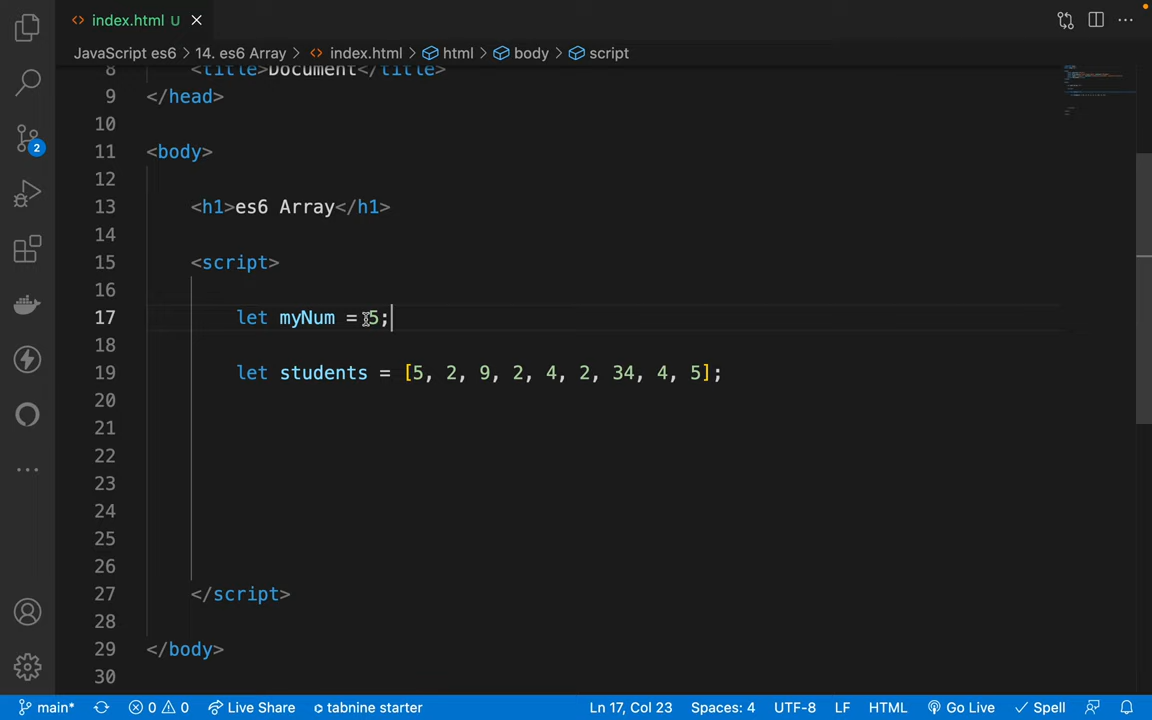 index.html U
JavaScript es6 > 14. es6 Array > index.html > html > body > script
8 <title>Document</title>
9 </head>
10
11 <body>
12
13 <h1>es6 Array</h1>
14
15 <script>
16
17 let myNum = 5;
18
19 let students = [5, 2, 9, 2, 4, 2, 34, 4, 5];
20
21
22
23
24
25
26
27 </script>
28
29 </body>
30
2
main* 0 0 Live Share tabnine starter Ln 17, Col 23 Spaces: 4 UTF-8 LF HTML Go Live Spell